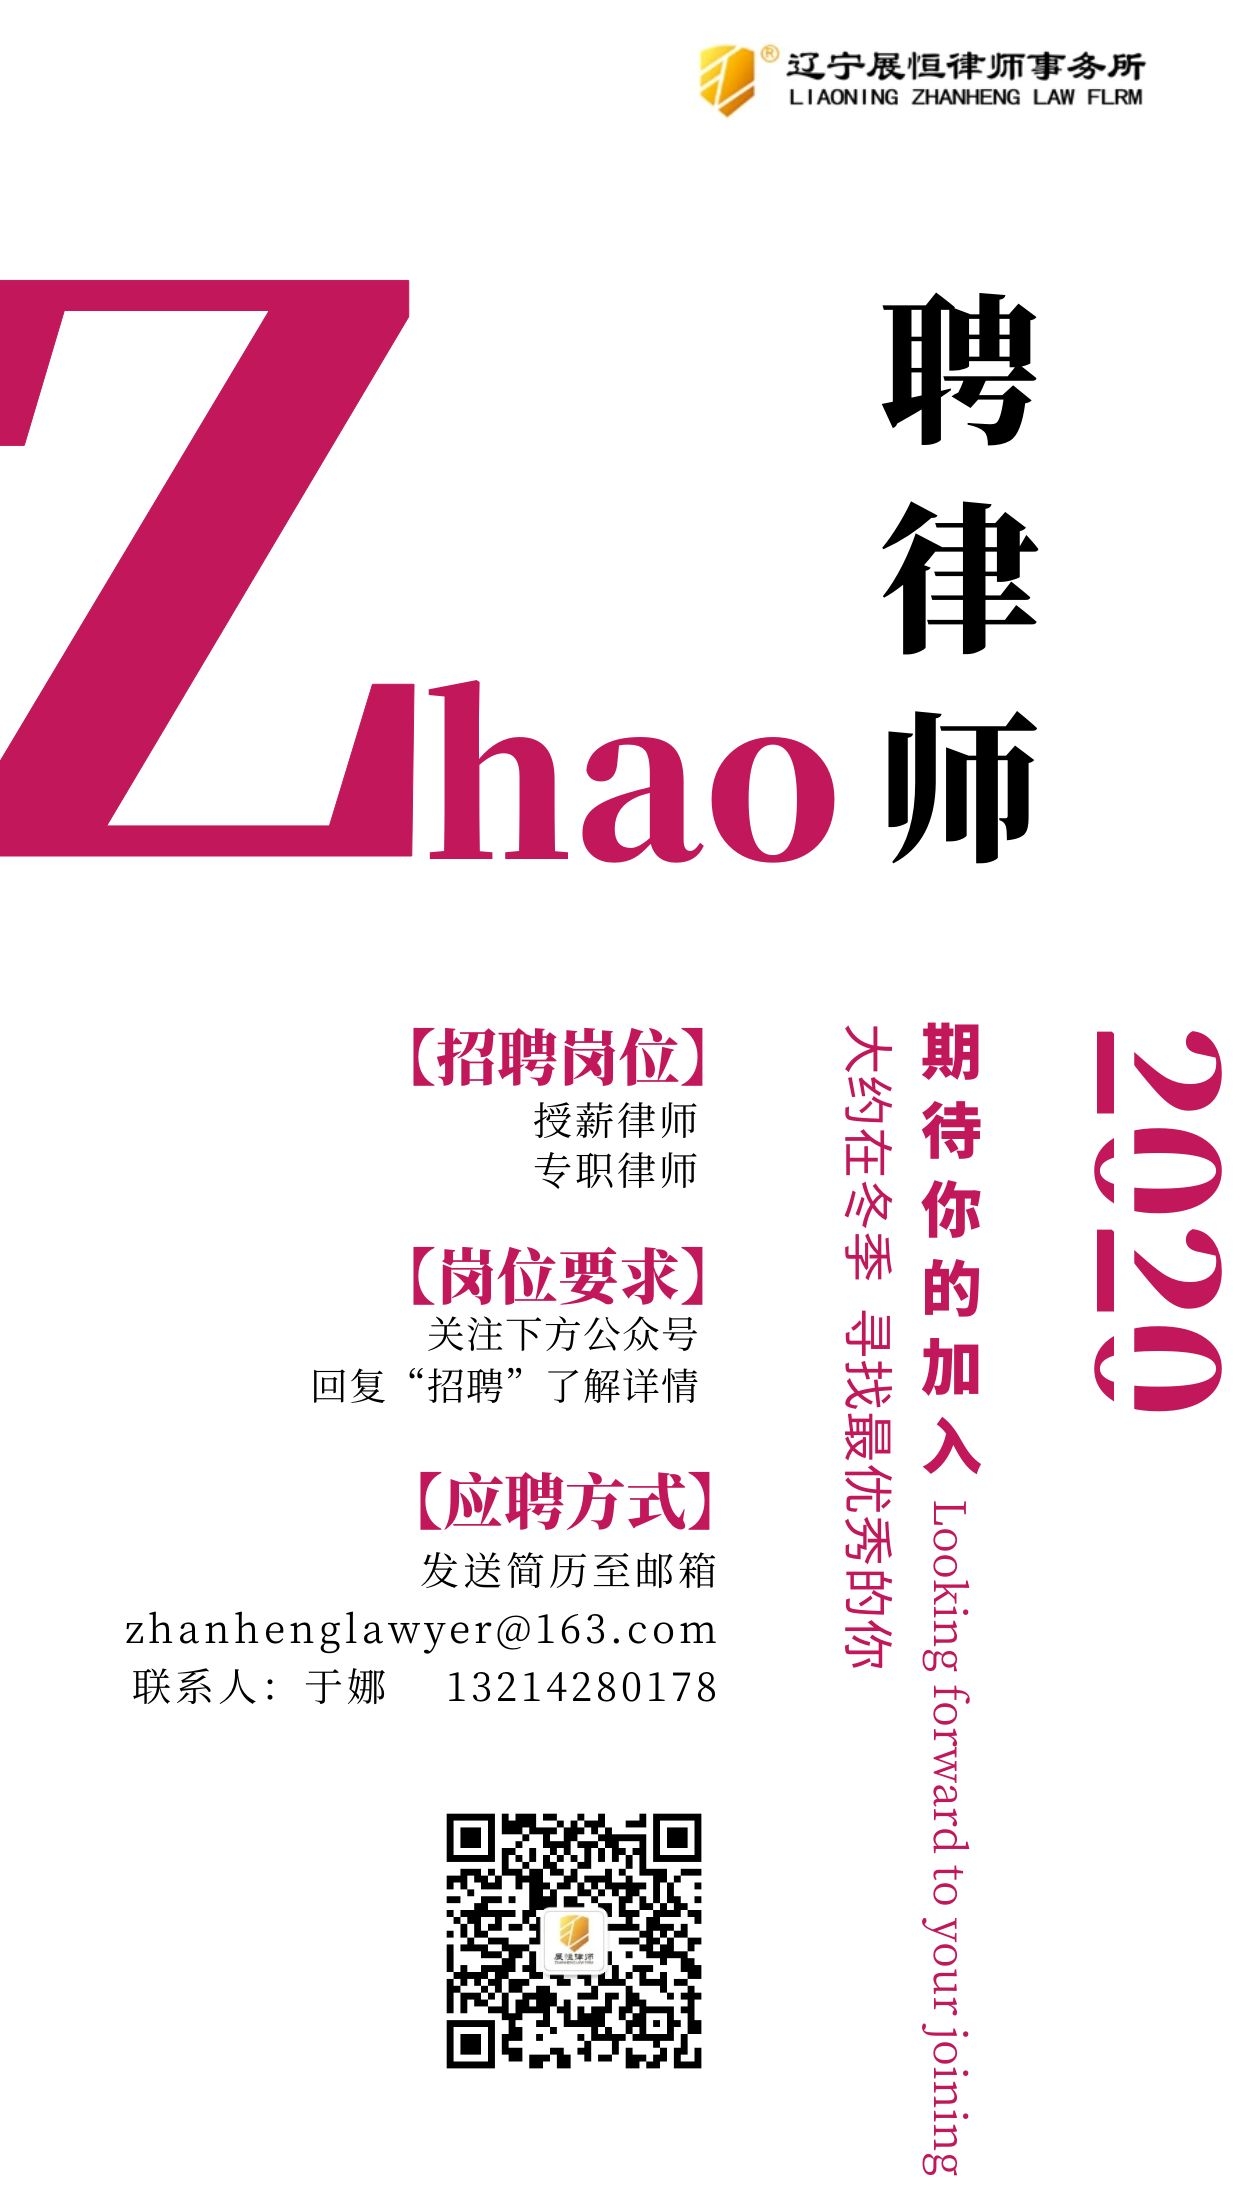 辽宁展恒律师事务所
LIAONING ZHANHENG LAW FLRM
Zhao
聘律师
2020
期待你的加入 Looking forward to your joining
大约在冬季 寻找最优秀的你
【招聘岗位】
授薪律师
专职律师
【岗位要求】
关注下方公众号
回复“招聘”了解详情
【应聘方式】
发送简历至邮箱
zhanhenglawyer@163.com
联系人：于娜 13214280178
展恒律师